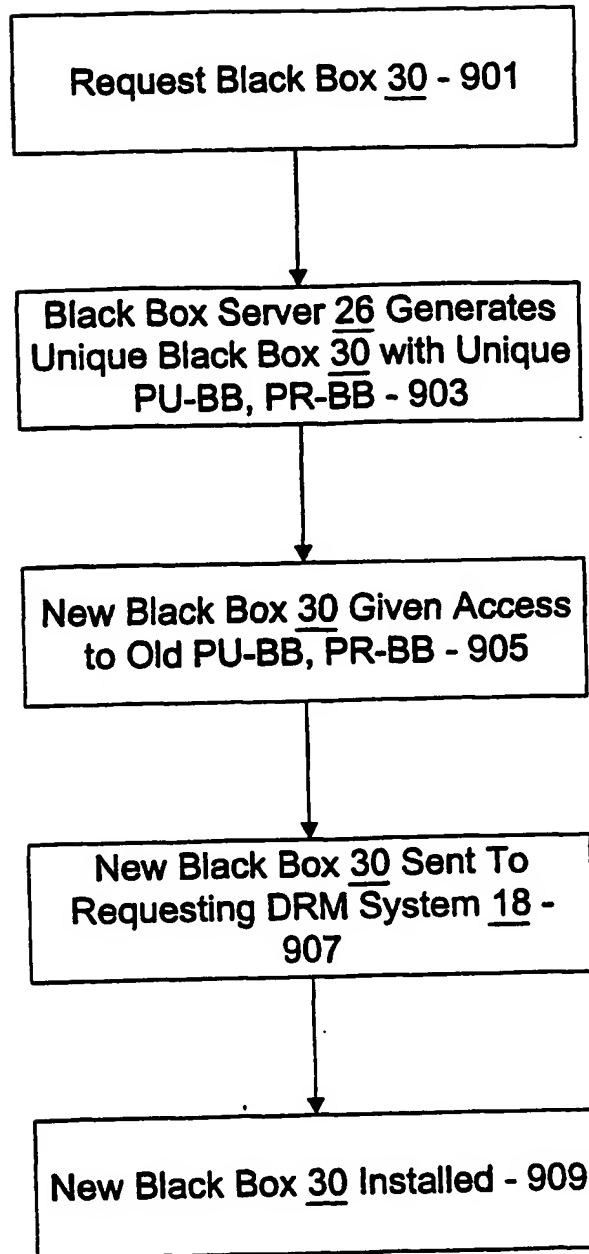 Request Black Box 30 - 901
Black Box Server 26 Generates
Unique Black Box 30 with Unique
PU-BB, PR-BB - 903
New Black Box 30 Given Access
to Old PU-BB, PR-BB - 905
New Black Box 30 Sent To
Requesting DRM System 18 -
907
New Black Box 30 Installed - 909